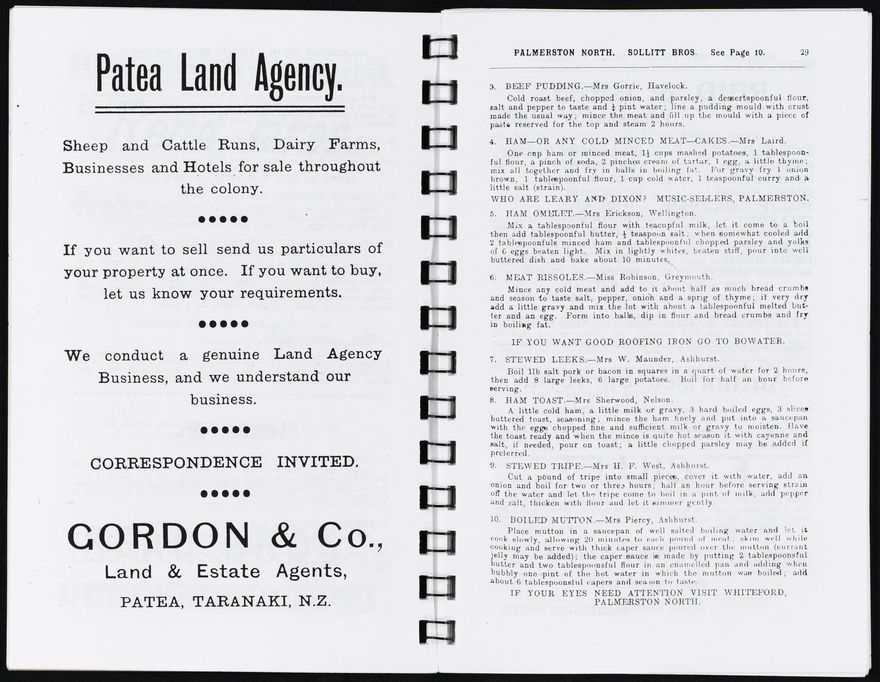 Patea Land Agency.
Sheep and Cattle Runs, Dairy Farms,
Businesses and Hotels for sale throughout
the colony.
●●●●●
If you want to sell send us particulars of
your property at once. If you want to buy,
let us know your requirements.
●●●●●
We conduct a genuine Land Agency
Business, and we understand our
business.
●●●●●
CORRESPONDENCE INVITED.
●●●●●
GORDON & Co.,
Land & Estate Agents,
PATEA, TARANAKI, N.Z.
PALMERSTON NORTH. SOLLITT BROS. See Page 10. 29
3. BEEF PUDDING.—Mrs Gorrie, Havelock.
Cold roast beef, chopped onion, and parsley, a dessertspoonful flour,
salt and pepper to taste and ¼ pint water; line a pudding mould with crust
made the usual way; mince the meat and fill up the mould with a piece of
paste reserved for the top and steam 2 hours.
4. HAM—OR ANY COLD MINCED MEAT—CAKES.—Mrs Laird.
One cup ham or minced meat, 1½ cups mashed potatoes, 1 tablespoon-
ful flour, a pinch of soda, 2 pinches cream of tartar, 1 egg, a little thyme;
mix all together and fry in balls in boiling fat. For gravy fry 1 onion
brown, 1 tablespoonful flour, 1 cup cold water, 1 teaspoonful curry and a
little salt (strain).
WHO ARE LEARY AND DIXON? MUSIC-SELLERS, PALMERSTON.
5. HAM OMELET.—Mrs Erickson, Wellington.
Mix a tablespoonful flour with teacupful milk, let it come to a boil
then add tablespoonful butter, ½ teaspoon salt; when somewhat cooled add
2 tablespoonfuls minced ham and tablespoonful chopped parsley and yolks
of 6 eggs beaten light. Mix in lightly whites, beaten stiff, pour into well
buttered dish and bake about 10 minutes.
6. MEAT RISSOLES.—Miss Robinson, Greymouth.
Mince any cold meat and add to it about half as much bread crumbs
and season to taste salt, pepper, onion and a sprig of thyme; if very dry
add a little gravy and mix the lot with about a tablespoonful melted but-
ter and an egg. Form into balls, dip in flour and bread crumbs and fry
in boiling fat.
IF YOU WANT GOOD ROOFING IRON GO TO BOWATER.
7. STEWED LEEKS.—Mrs W. Maunder, Ashhurst.
Boil 1lb salt pork or bacon in squares in a quart of water for 2 hours,
then add 8 large leeks, 6 large potatoes. Boil for half an hour before
serving.
8. HAM TOAST.—Mrs Sherwood, Nelson.
A little cold ham, a little milk or gravy, 3 hard boiled eggs, 3 slices
buttered toast, seasoning; mince the ham finely and put into a saucepan
with the eggs chopped fine and sufficient milk or gravy to moisten. Have
the toast ready and when the mince is quite hot season it with cayenne and
salt, if needed, pour on toast; a little chopped parsley may be added if
preferred.
9. STEWED TRIPE.—Mrs H. F. West, Ashhurst.
Cut a pound of tripe into small pieces, cover it with water, add an
onion and boil for two or three hours; half an hour before serving strain
off the water and let the tripe come to boil in a pint of milk, add pepper
and salt, thicken with flour and let it simmer gently.
10. BOILED MUTTON.—Mrs Piercy, Ashhurst.
Place mutton in a saucepan of well salted boiling water and let it
cook slowly, allowing 20 minutes to each pound of meat; skim well while
cooking and serve with thick caper sauce poured over the mutton (currant
jelly may be added); the caper sauce is made by putting 2 tablespoonsful
butter and two tablespoonsful flour in an enamelled pan and adding when
bubbly one pint of the hot water in which the mutton was boiled; add
about 6 tablespoonsful capers and season to taste.
IF YOUR EYES NEED ATTENTION VISIT WHITEFORD,
PALMERSTON NORTH.